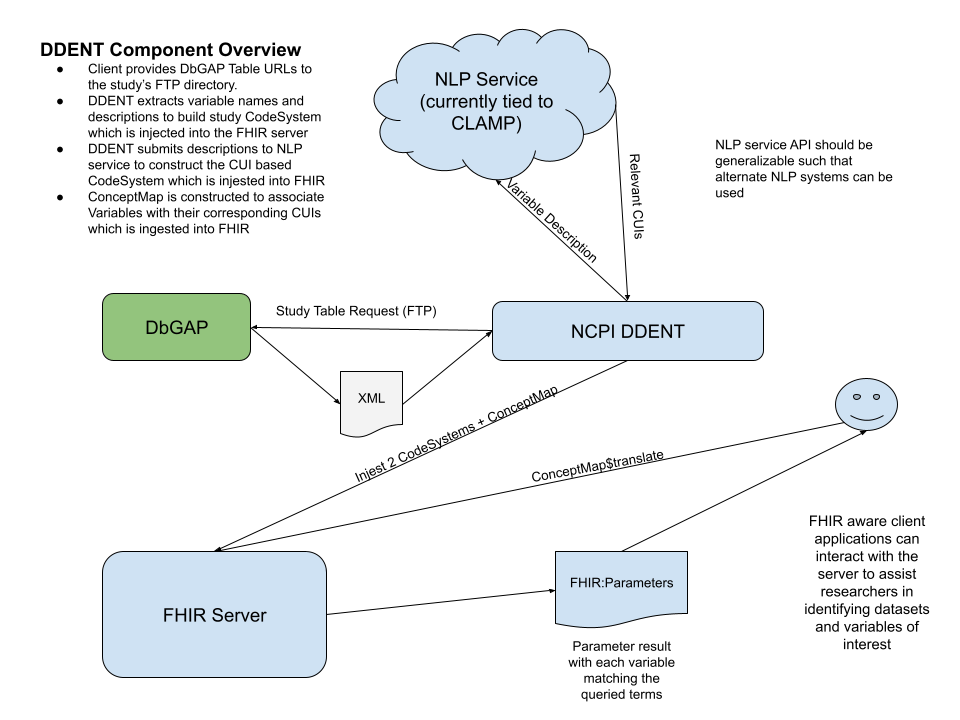 DDENT Component Overview
● Client provides DbGAP Table URLs to
the study's FTP directory.
● DDENT extracts variable names and
descriptions to build study CodeSystem
which is injected into the FHIR server
● DDENT submits descriptions to NLP
service to construct the CUI based
CodeSystem which is injested into FHIR
● ConceptMap is constructed to associate
Variables with their corresponding CUIs
which is ingested into FHIR
NLP Service
(currently tied to
CLAMP)
NLP service API should be
generalizable such that
alternate NLP systems can be
used
Variable Description
Relevant CUIs
DbGAP
Study Table Request (FTP)
NCPI DDENT
XML
Injest 2 CodeSystems + ConceptMap
ConceptMap$translate
FHIR aware client
applications can
interact with the
server to assist
researchers in
identifying datasets
and variables of
interest
FHIR Server
FHIR:Parameters
Parameter result
with each variable
matching the
queried terms